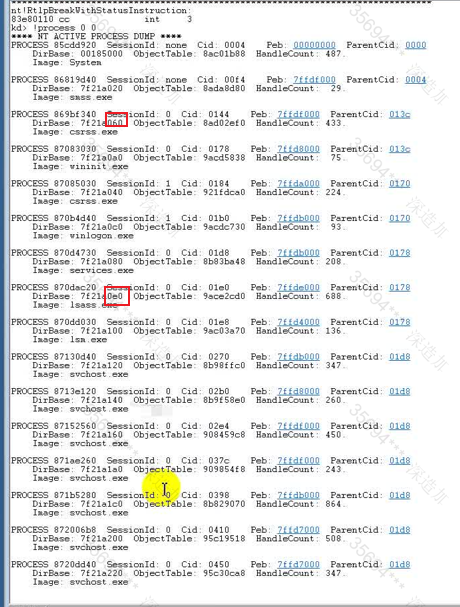 nt!RtlpBreakWithStatusInstruction:
83e80110 cc int 3
kd> !process 0 0
**** NT ACTIVE PROCESS DUMP ****
PROCESS 85cdd920 SessionId: none Cid: 0004 Peb: 00000000 ParentCid: 0000
DirBase: 00185000 ObjectTable: 8ac01b88 HandleCount: 487.
Image: System
PROCESS 86819d40 SessionId: none Cid: 00f4 Peb: 7ffdf000 ParentCid: 0004
DirBase: 7f21a020 ObjectTable: 8ada8d80 HandleCount: 29.
Image: smss.exe
PROCESS 869bf340 SessionId: 0 Cid: 0144 Peb: 7ffdf000 ParentCid: 013c
DirBase: 7f21a060 ObjectTable: 8ad02ef0 HandleCount: 433.
Image: csrss.exe
PROCESS 87083030 SessionId: 0 Cid: 0178 Peb: 7ffd8000 ParentCid: 013c
DirBase: 7f21a0a0 ObjectTable: 9acd5838 HandleCount: 75.
Image: wininit.exe
PROCESS 87085030 SessionId: 1 Cid: 0184 Peb: 7ffda000 ParentCid: 0170
DirBase: 7f21a040 ObjectTable: 921fdca0 HandleCount: 224.
Image: csrss.exe
PROCESS 870b4d40 SessionId: 1 Cid: 01b0 Peb: 7ffdb000 ParentCid: 0170
DirBase: 7f21a0c0 ObjectTable: 9acdc730 HandleCount: 93.
Image: winlogon.exe
PROCESS 870d4730 SessionId: 0 Cid: 01d8 Peb: 7ffdb000 ParentCid: 0178
DirBase: 7f21a080 ObjectTable: 8b83ba48 HandleCount: 208.
Image: services.exe
PROCESS 870dac20 SessionId: 0 Cid: 01e0 Peb: 7ffde000 ParentCid: 0178
DirBase: 7f21a0e0 ObjectTable: 9ace2cd0 HandleCount: 688.
Image: lsass.exe
PROCESS 870dd030 SessionId: 0 Cid: 01e8 Peb: 7ffd4000 ParentCid: 0178
DirBase: 7f21a100 ObjectTable: 9ac03a70 HandleCount: 136.
Image: lsm.exe
PROCESS 87130d40 SessionId: 0 Cid: 0270 Peb: 7ffdb000 ParentCid: 01d8
DirBase: 7f21a120 ObjectTable: 8b98ffc0 HandleCount: 347.
Image: svchost.exe
PROCESS 8713e120 SessionId: 0 Cid: 02b0 Peb: 7ffd8000 ParentCid: 01d8
DirBase: 7f21a140 ObjectTable: 8b9f58e0 HandleCount: 260.
Image: svchost.exe
PROCESS 87152560 SessionId: 0 Cid: 02e4 Peb: 7ffdf000 ParentCid: 01d8
DirBase: 7f21a160 ObjectTable: 908459c8 HandleCount: 450.
Image: svchost.exe
PROCESS 871ae260 SessionId: 0 Cid: 037c Peb: 7ffdf000 ParentCid: 01d8
DirBase: 7f21a1a0 ObjectTable: 909854f8 HandleCount: 243.
Image: svchost.exe
PROCESS 871b5280 SessionId: 0 Cid: 0398 Peb: 7ffdb000 ParentCid: 01d8
DirBase: 7f21a1c0 ObjectTable: 8b829070 HandleCount: 864.
Image: svchost.exe
PROCESS 872006b8 SessionId: 0 Cid: 0410 Peb: 7ffd7000 ParentCid: 01d8
DirBase: 7f21a200 ObjectTable: 95c19518 HandleCount: 508.
Image: svchost.exe
PROCESS 8720dd40 SessionId: 0 Cid: 0450 Peb: 7ffd7000 ParentCid: 01d8
DirBase: 7f21a220 ObjectTable: 95c30ca8 HandleCount: 347.
Image: svchost.exe